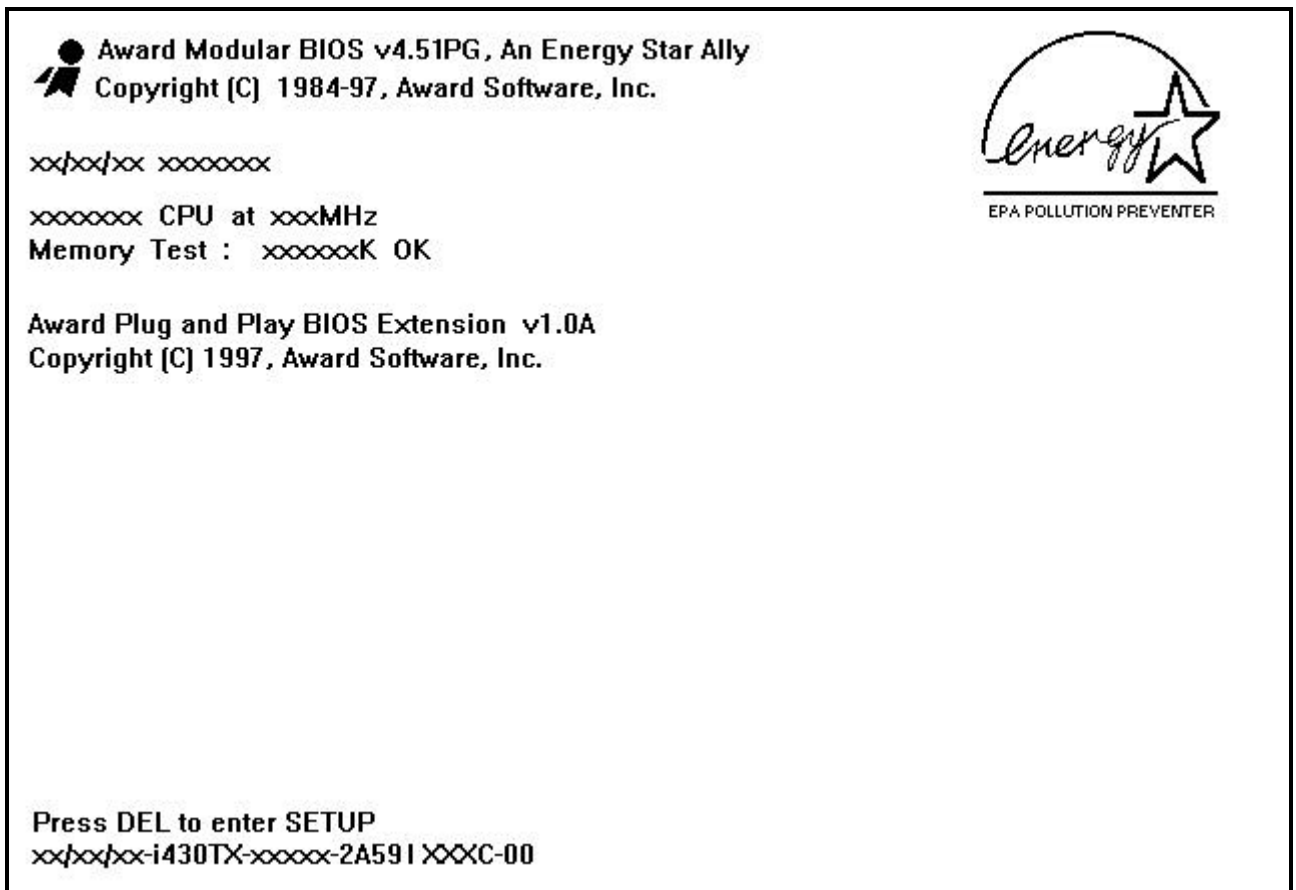 Award Modular BIOS v4.51PG, An Energy Star Ally
Copyright (C) 1984-97, Award Software, Inc.
energy
EPA POLLUTION PREVENTER
xx/xx/xx xxxxxxx
xxxxxxx CPU at xxxMHz
Memory Test : xxxxxxK OK
Award Plug and Play BIOS Extension v1.0A
Copyright (C) 1997, Award Software, Inc.
Press DEL to enter SETUP
xx/xx/xx-i430TX-xxxxx-2A59I XXXC-00